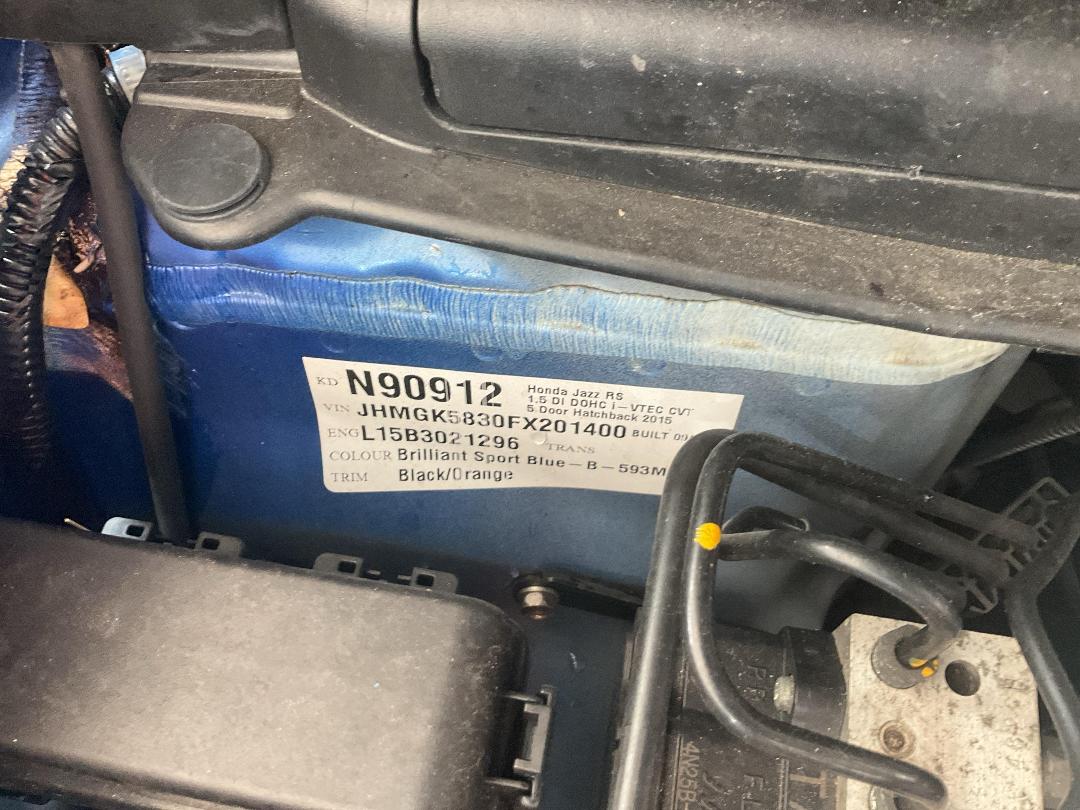 KD N90912
Honda Jazz RS
1.5 DI DOHC i-VTEC CVT
5 Door Hatchback 2015
VIN JHMGK5830FX201400 BUILT
ENG L15B3021296 TRANS
COLOUR Brilliant Sport Blue - B-593M
TRIM Black/Orange